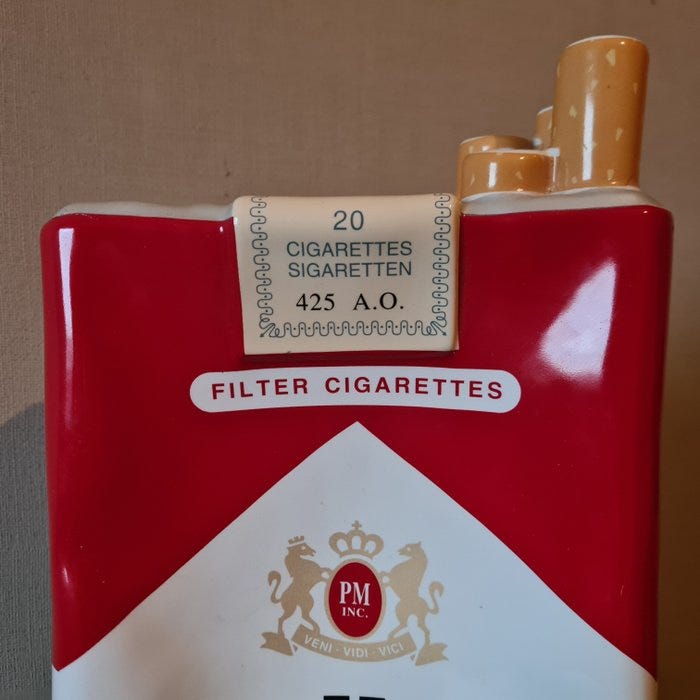 20
CIGARETTES
SIGARETTEN
425 A.O.
FILTER CIGARETTES
PM
INC.
VENI · VIDI · VICI